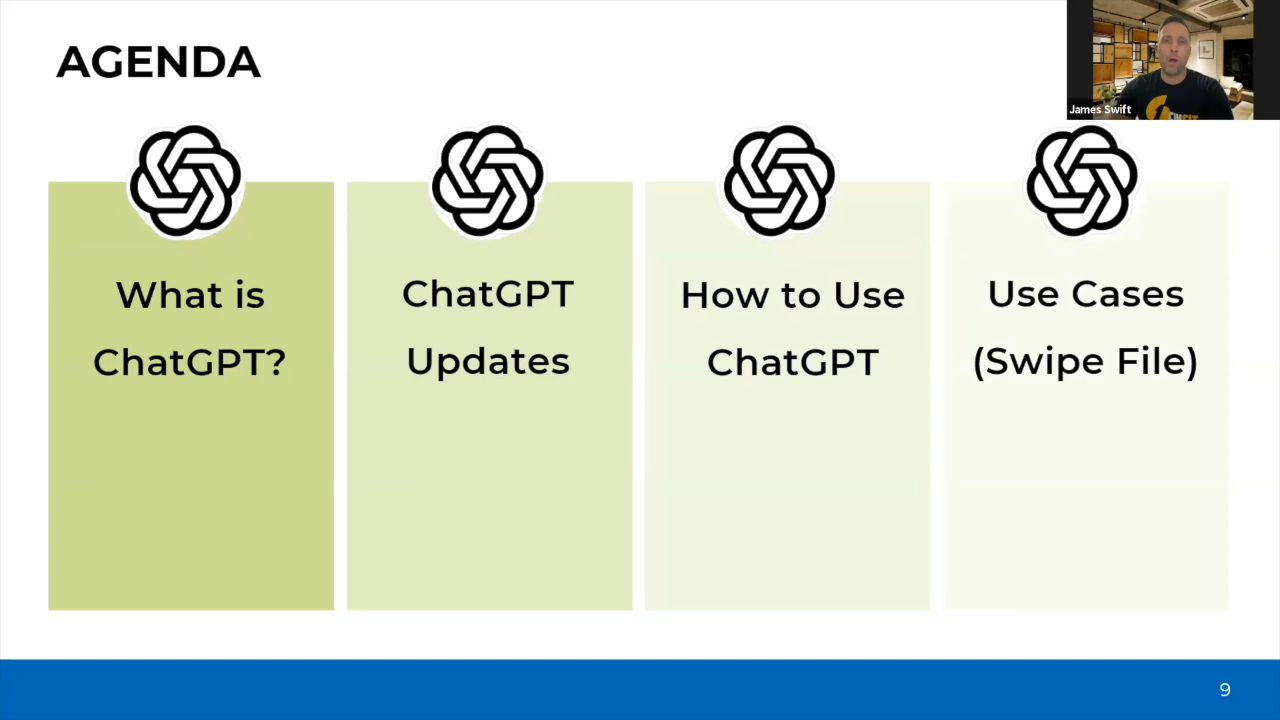 AGENDA
James Swift
What is
ChatGPT?
ChatGPT
Updates
How to Use
ChatGPT
Use Cases
(Swipe File)
9